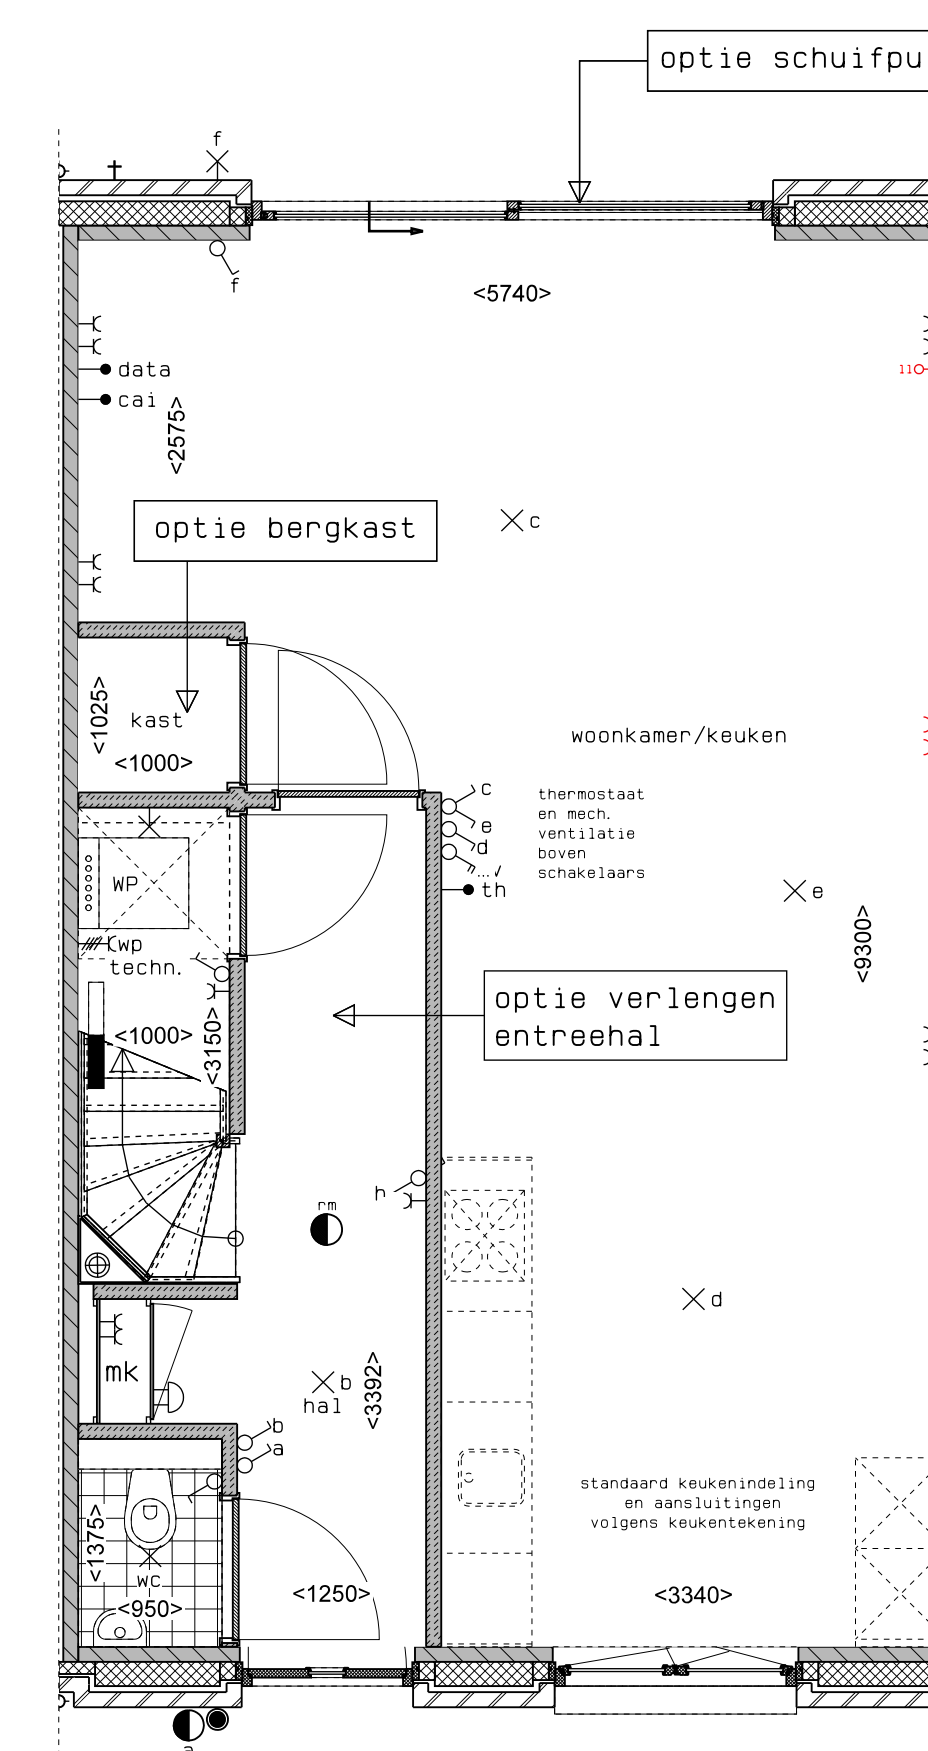 optie schuifpu
f
f
<5740>
data
cai
<2575>
11
c
optie bergkast
<1025>
kast
<1000>
woonkamer/keuken
c
e
d
th
thermostaat
en mech.
ventilatie
boven
schakelaars
WP
e
wp
techn.
<9300>
optie verlengen
entreehal
<1000>
<3150>
h
rm
d
mk
b
hal
<3392>
b
a
standaard keukenindeling
en aansluitingen
volgens keukentekening
<1375>
wc
<950>
<1250>
<3340>
a